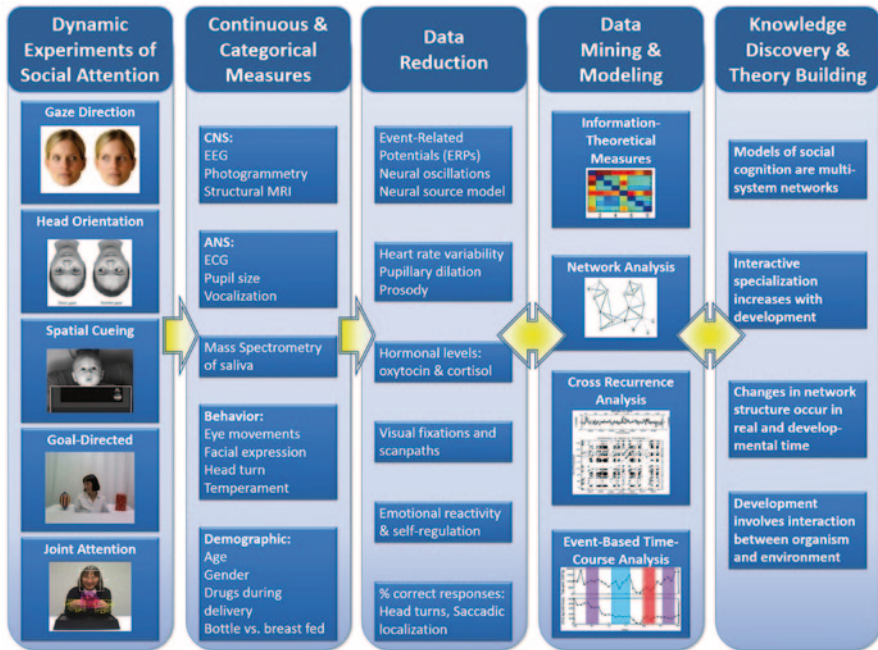 Dynamic
Experiments of
Social Attention
Gaze Direction
Head Orientation
Spatial Cueing
Goal-Directed
Joint Attention
Continuous &
Categorical
Measures
CNS:
EEG
Photogrammetry
Structural MRI
ANS:
ECG
Pupil size
Vocalization
Mass Spectrometry
of saliva
Behavior:
Eye movements
Facial expression
Head turn
Temperament
Demographic:
Age
Gender
Drugs during
delivery
Bottle vs. breast fed
Data
Reduction
Event-Related
Potentials (ERPs)
Neural oscillations
Neural source model
Heart rate variability
Pupillary dilation
Prosody
Hormonal levels:
oxytocin & cortisol
Visual fixations and
scanpaths
Emotional reactivity
& self-regulation
% correct responses:
Head turns, Saccadic
localization
Data
Mining &
Modeling
Information-
Theoretical
Measures
Network Analysis
Cross Recurrence
Analysis
Event-Based Time-
Course Analysis
Knowledge
Discovery &
Theory Building
Models of social
cognition are multi-
system networks
Interactive
specialization
increases with
development
Changes in network
structure occur in
real and develop-
mental time
Development
involves interaction
between organism
and environment